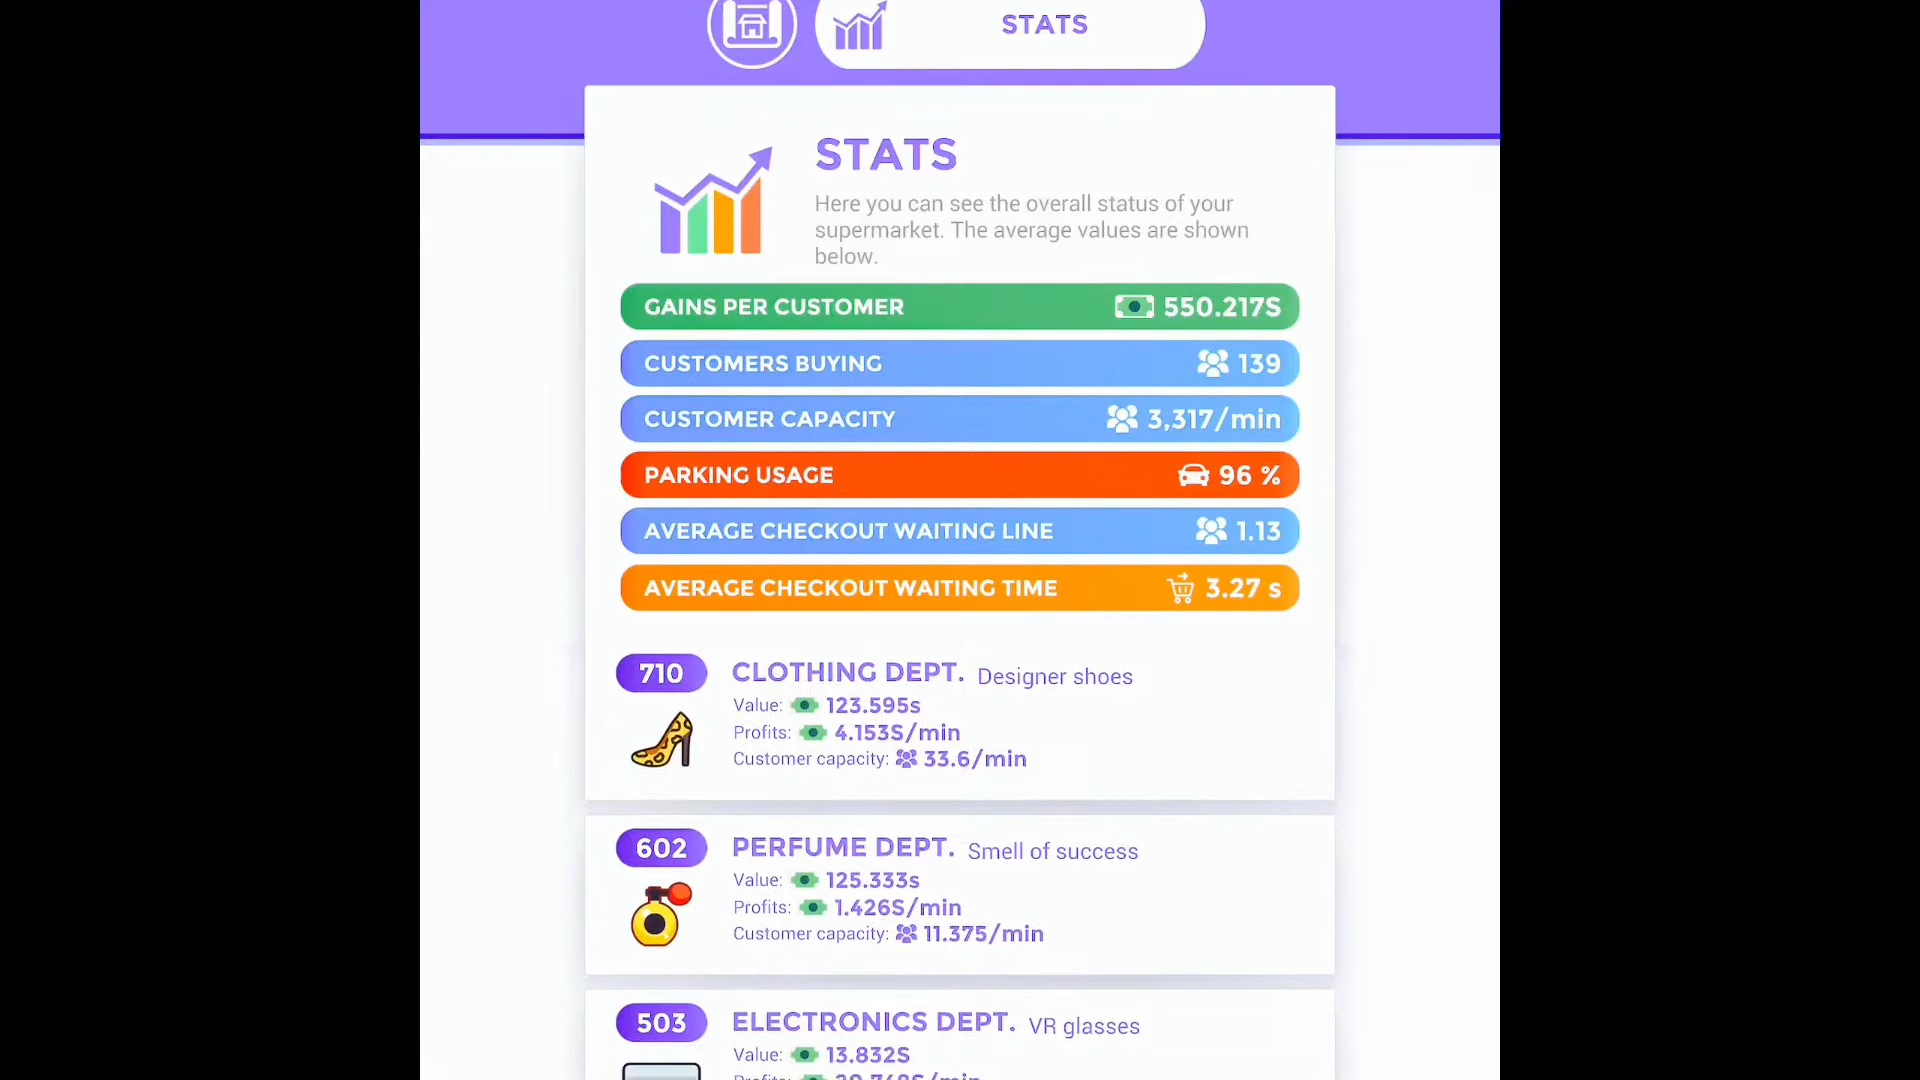 STATS
STATS
Here you can see the overall status of your
supermarket. The average values are shown
below.
GAINS PER CUSTOMER 550.217S
CUSTOMERS BUYING 139
CUSTOMER CAPACITY 3,317/min
PARKING USAGE 96 %
AVERAGE CHECKOUT WAITING LINE 1.13
AVERAGE CHECKOUT WAITING TIME 3.27 s
710 CLOTHING DEPT. Designer shoes
Value: 123.595s
Profits: 4.153S/min
Customer capacity: 33.6/min
602 PERFUME DEPT. Smell of success
Value: 125.333s
Profits: 1.426S/min
Customer capacity: 11.375/min
503 ELECTRONICS DEPT. VR glasses
Value: 13.832S